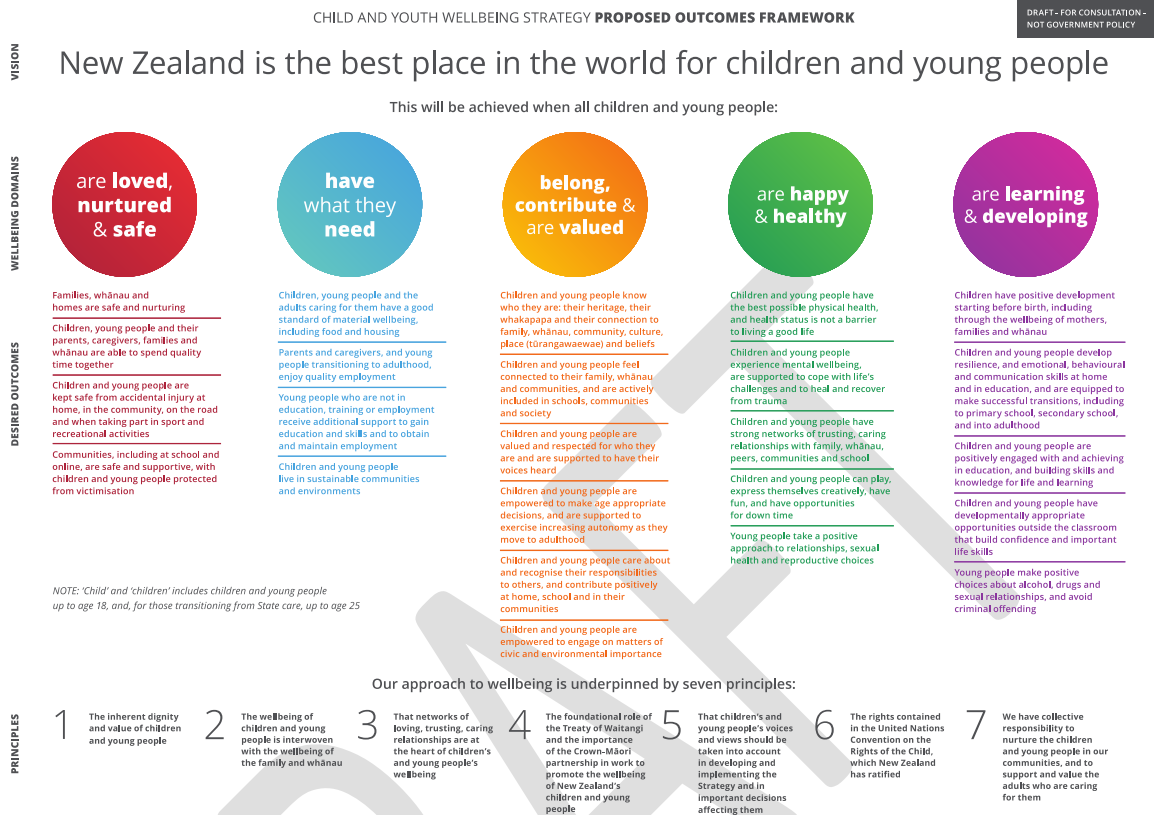 CHILD AND YOUTH WELLBEING STRATEGY PROPOSED OUTCOMES FRAMEWORK
DRAFT – FOR CONSULTATION –
NOT GOVERNMENT POLICY
VISION
New Zealand is the best place in the world for children and young people
This will be achieved when all children and young people:
WELLBEING DOMAINS
are loved,
nurtured
& safe
have
what they
need
belong,
contribute &
are valued
are happy
& healthy
are learning
& developing
DESIRED OUTCOMES
Families, whānau and
homes are safe and nurturing
Children, young people and their
parents, caregivers, families and
whānau are able to spend quality
time together
Children and young people are
kept safe from accidental injury at
home, in the community, on the road
and when taking part in sport and
recreational activities
Communities, including at school and
online, are safe and supportive, with
children and young people protected
from victimisation
Children, young people and the
adults caring for them have a good
standard of material wellbeing,
including food and housing
Parents and caregivers, and young
people transitioning to adulthood,
enjoy quality employment
Young people who are not in
education, training or employment
receive additional support to gain
education and skills and to obtain
and maintain employment
Children and young people
live in sustainable communities
and environments
Children and young people know
who they are: their heritage, their
whakapapa and their connection to
family, whānau, community, culture,
place (tūrangawaewae) and beliefs
Children and young people feel
connected to their family, whānau
and communities, and are actively
included in schools, communities
and society
Children and young people are
valued and respected for who they
are and are supported to have their
voices heard
Children and young people are
empowered to make age appropriate
decisions, and are supported to
exercise increasing autonomy as they
move to adulthood
Children and young people care about
and recognise their responsibilities
to others, and contribute positively
at home, school and in their
communities
Children and young people are
empowered to engage on matters of
civic and environmental importance
Children and young people have
the best possible physical health,
and health status is not a barrier
to living a good life
Children and young people
experience mental wellbeing,
are supported to cope with life's
challenges and to heal and recover
from trauma
Children and young people have
strong networks of trusting, caring
relationships with family, whānau,
peers, communities and school
Children and young people can play,
express themselves creatively, have
fun, and have opportunities
for down time
Young people take a positive
approach to relationships, sexual
health and reproductive choices
Children have positive development
starting before birth, including
through the wellbeing of mothers,
families and whānau
Children and young people develop
resilience, and emotional, behavioural
and communication skills at home
and in education, and are equipped to
make successful transitions, including
to primary school, secondary school,
and into adulthood
Children and young people are
positively engaged with and achieving
in education, and building skills and
knowledge for life and learning
Children and young people have
developmentally appropriate
opportunities outside the classroom
that build confidence and important
life skills
Young people make positive
choices about alcohol, drugs and
sexual relationships, and avoid
criminal offending
NOTE: 'Child' and 'children' includes children and young people
up to age 18, and, for those transitioning from State care, up to age 25
Our approach to wellbeing is underpinned by seven principles:
PRINCIPLES
1
The inherent dignity
and value of children
and young people
2
The wellbeing of
children and young
people is interwoven
with the wellbeing of
the family and whānau
3
That networks of
loving, trusting, caring
relationships are at
the heart of children's
and young people's
wellbeing
4
The foundational role of
the Treaty of Waitangi
and the importance
of the Crown-Māori
partnership in work to
promote the wellbeing
of New Zealand's
children and young
people
5
That children's and
young people's voices
and views should be
taken into account
in developing and
implementing the
Strategy and in
important decisions
affecting them
6
The rights contained
in the United Nations
Convention on the
Rights of the Child,
which New Zealand
has ratified
7
We have collective
responsibility to
nurture the children
and young people in our
communities, and to
support and value the
adults who are caring
for them
DRAFT